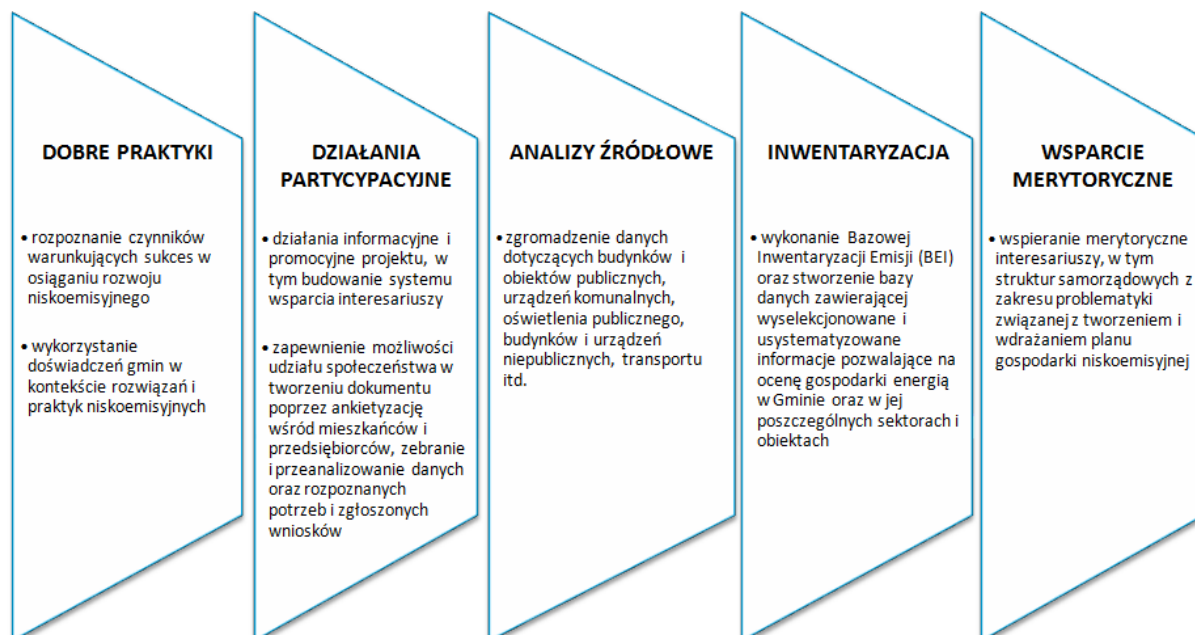 DOBRE PRAKTYKI
• rozpoznanie czynników
warunkujących sukces w
osiąganiu rozwoju
niskoemisyjnego
• wykorzystanie
doświadczeń gmin w
kontekście rozwiązań i
praktyk niskoemisyjnych
DZIAŁANIA
PARTYCYPACYJNE
• działania informacyjne i
promocyjne projektu, w
tym budowanie systemu
wsparcia interesariuszy
• zapewnienie możliwości
udziału społeczeństwa w
tworzeniu dokumentu
poprzez ankietyzację
wśród mieszkańców i
przedsiębiorców, zebranie
i przeanalizowanie danych
oraz rozpoznanych
potrzeb i zgłoszonych
wniosków
ANALIZY ŹRÓDŁOWE
• zgromadzenie danych
dotyczących budynków i
obiektów publicznych,
urządzeń komunalnych,
oświetlenia publicznego,
budynków i urządzeń
niepublicznych, transportu
itd.
INWENTARYZACJA
• wykonanie Bazowej
Inwentaryzacji Emisji (BEI)
oraz stworzenie bazy
danych zawierającej
wyselekcjonowane i
usystematyzowane
informacje pozwalające na
ocenę gospodarki energią
w Gminie oraz w jej
poszczególnych sektorach i
obiektach
WSPARCIE
MERYTORYCZNE
• wspieranie merytoryczne
interesariuszy, w tym
struktur samorządowych z
zakresu problematyki
związanej z tworzeniem i
wdrażaniem planu
gospodarki niskoemisyjnej